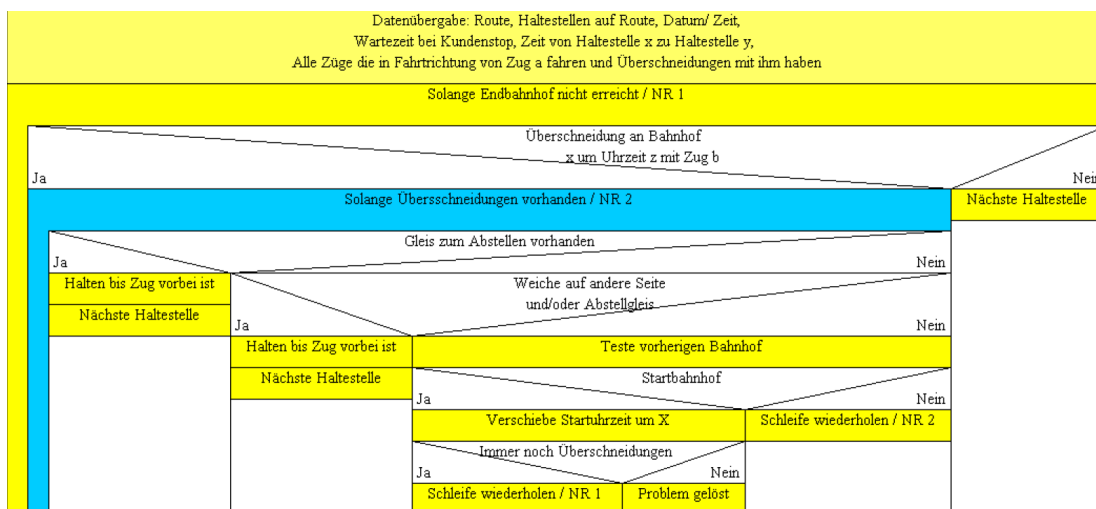 Datenübergabe: Route, Haltestellen auf Route, Datum/ Zeit,
Wartezeit bei Kundenstop, Zeit von Haltestelle x zu Haltestelle y,
Alle Züge die in Fahrtrichtung von Zug a fahren und Überschneidungen mit ihm haben
Solange Endbahnhof nicht erreicht / NR 1
Überschneidung an Bahnhof
x um Uhrzeit z mit Zug b
Ja
Nein
Solange Übersschneidungen vorhanden / NR 2
Nächste Haltestelle
Gleis zum Abstellen vorhanden
Ja
Nein
Halten bis Zug vorbei ist
Nächste Haltestelle
Weiche auf andere Seite
und/oder Abstellgleis
Ja
Nein
Halten bis Zug vorbei ist
Nächste Haltestelle
Teste vorherigen Bahnhof
Startbahnhof
Ja
Nein
Verschiebe Startuhrzeit um X
Schleife wiederholen / NR 2
Immer noch Überschneidungen
Ja
Nein
Schleife wiederholen / NR 1
Problem gelöst